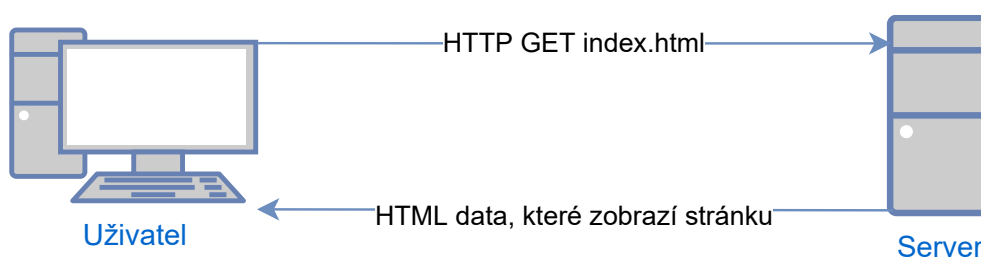 HTTP GET index.html
HTML data, které zobrazí stránku
Uživatel
Server